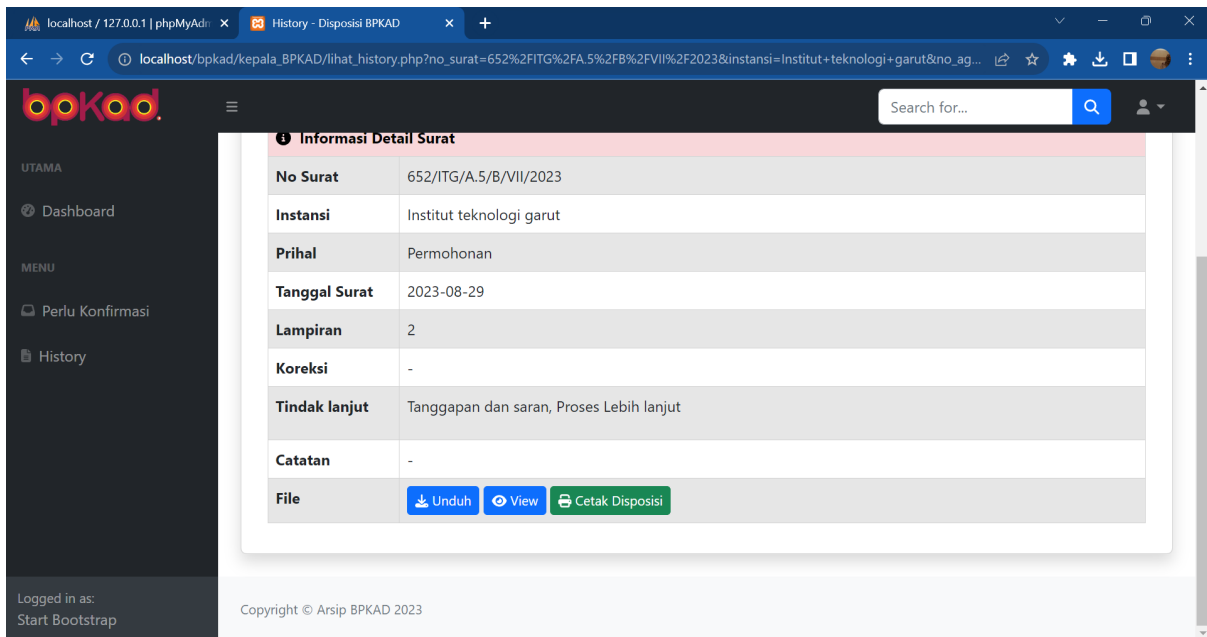 localhost / 127.0.0.1 | phpMyAdm
History - Disposisi BPKAD
localhost/bpkad/kepala_BPKAD/lihat_history.php?no_surat=652%2FITG%2FA.5%2FB%2FVII%2F2023&instansi=Institut+teknologi+garut&no_ag...
bpkad.
Search for...
UTAMA
Dashboard
MENU
Perlu Konfirmasi
History
Informasi Detail Surat
No Surat 652/ITG/A.5/B/VII/2023
Instansi Institut teknologi garut
Prihal Permohonan
Tanggal Surat 2023-08-29
Lampiran 2
Koreksi -
Tindak lanjut Tanggapan dan saran, Proses Lebih lanjut
Catatan -
File Unduh View Cetak Disposisi
Logged in as:
Start Bootstrap
Copyright © Arsip BPKAD 2023